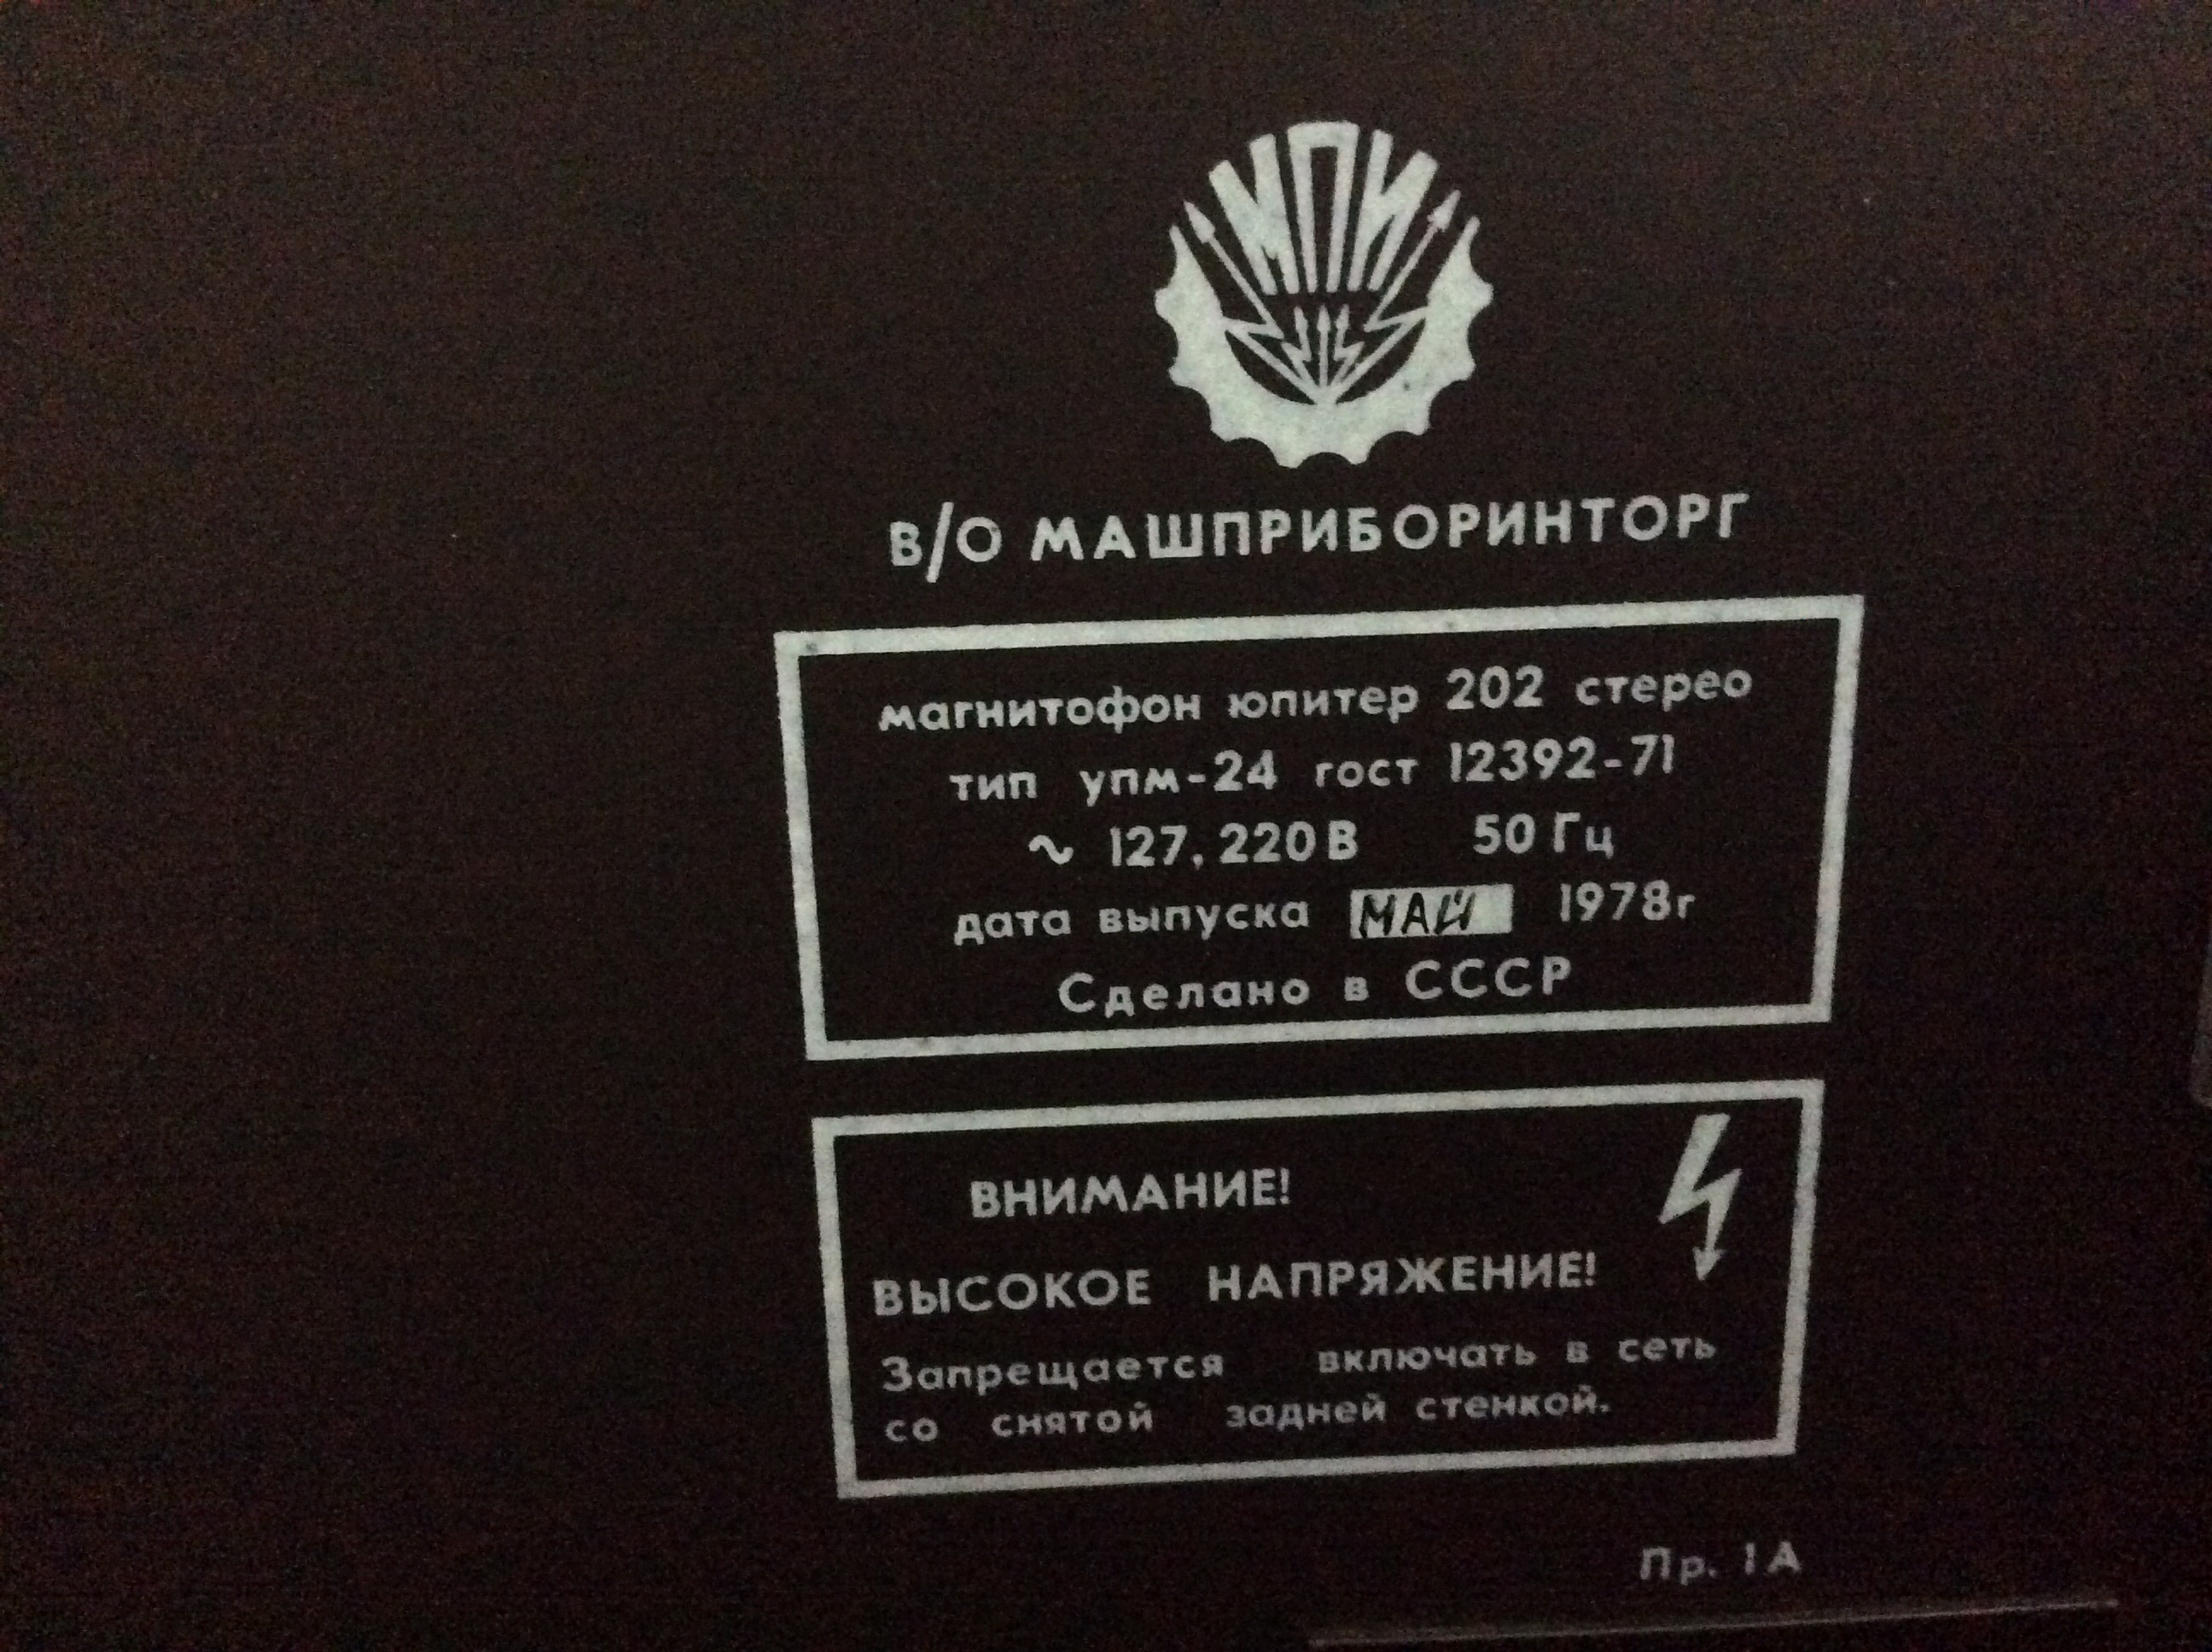 МПИ
В/О МАШПРИБОРИНТОРГ
магнитофон юпитер 202 стерео
тип упм-24 гост 12392-71
~ 127, 220 В 50 Гц
дата выпуска МАЙ 1978г
Сделано в СССР
ВНИМАНИЕ!
ВЫСОКОЕ НАПРЯЖЕНИЕ!
Запрещается включать в сеть
со снятой задней стенкой.
Пр. 1А